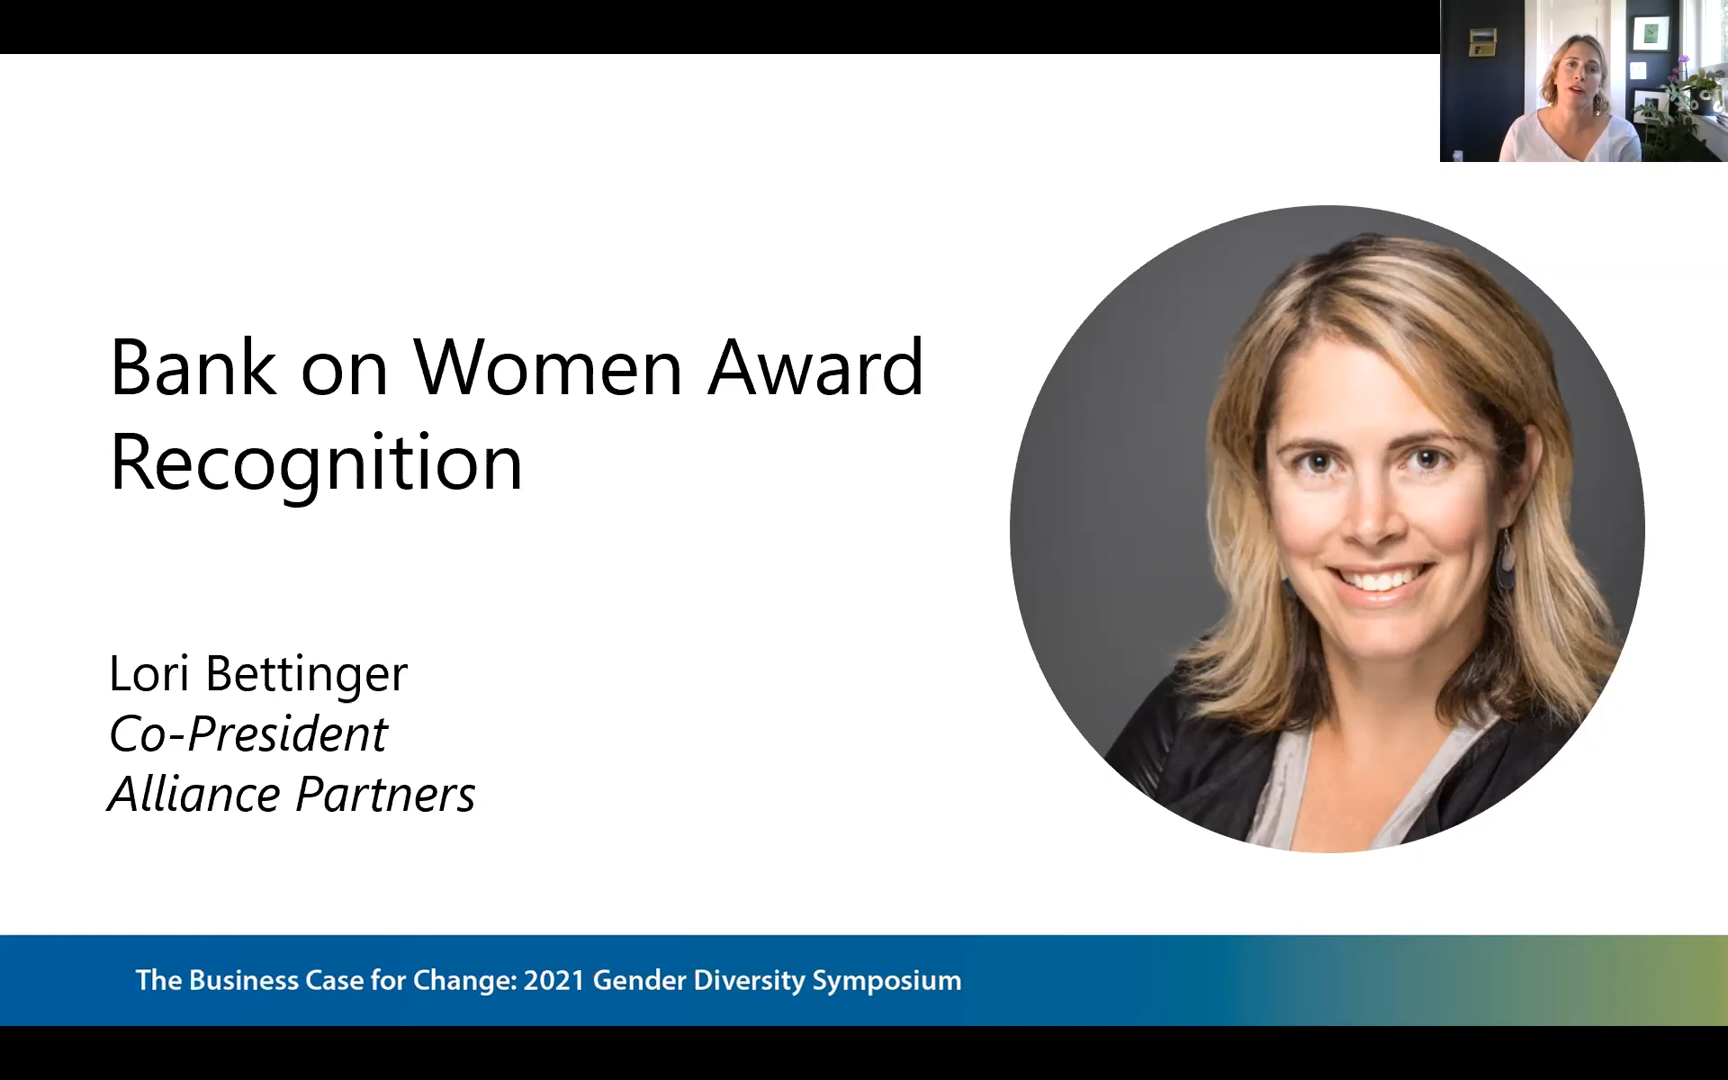 Bank on Women Award
Recognition
Lori Bettinger
Co-President
Alliance Partners
The Business Case for Change: 2021 Gender Diversity Symposium